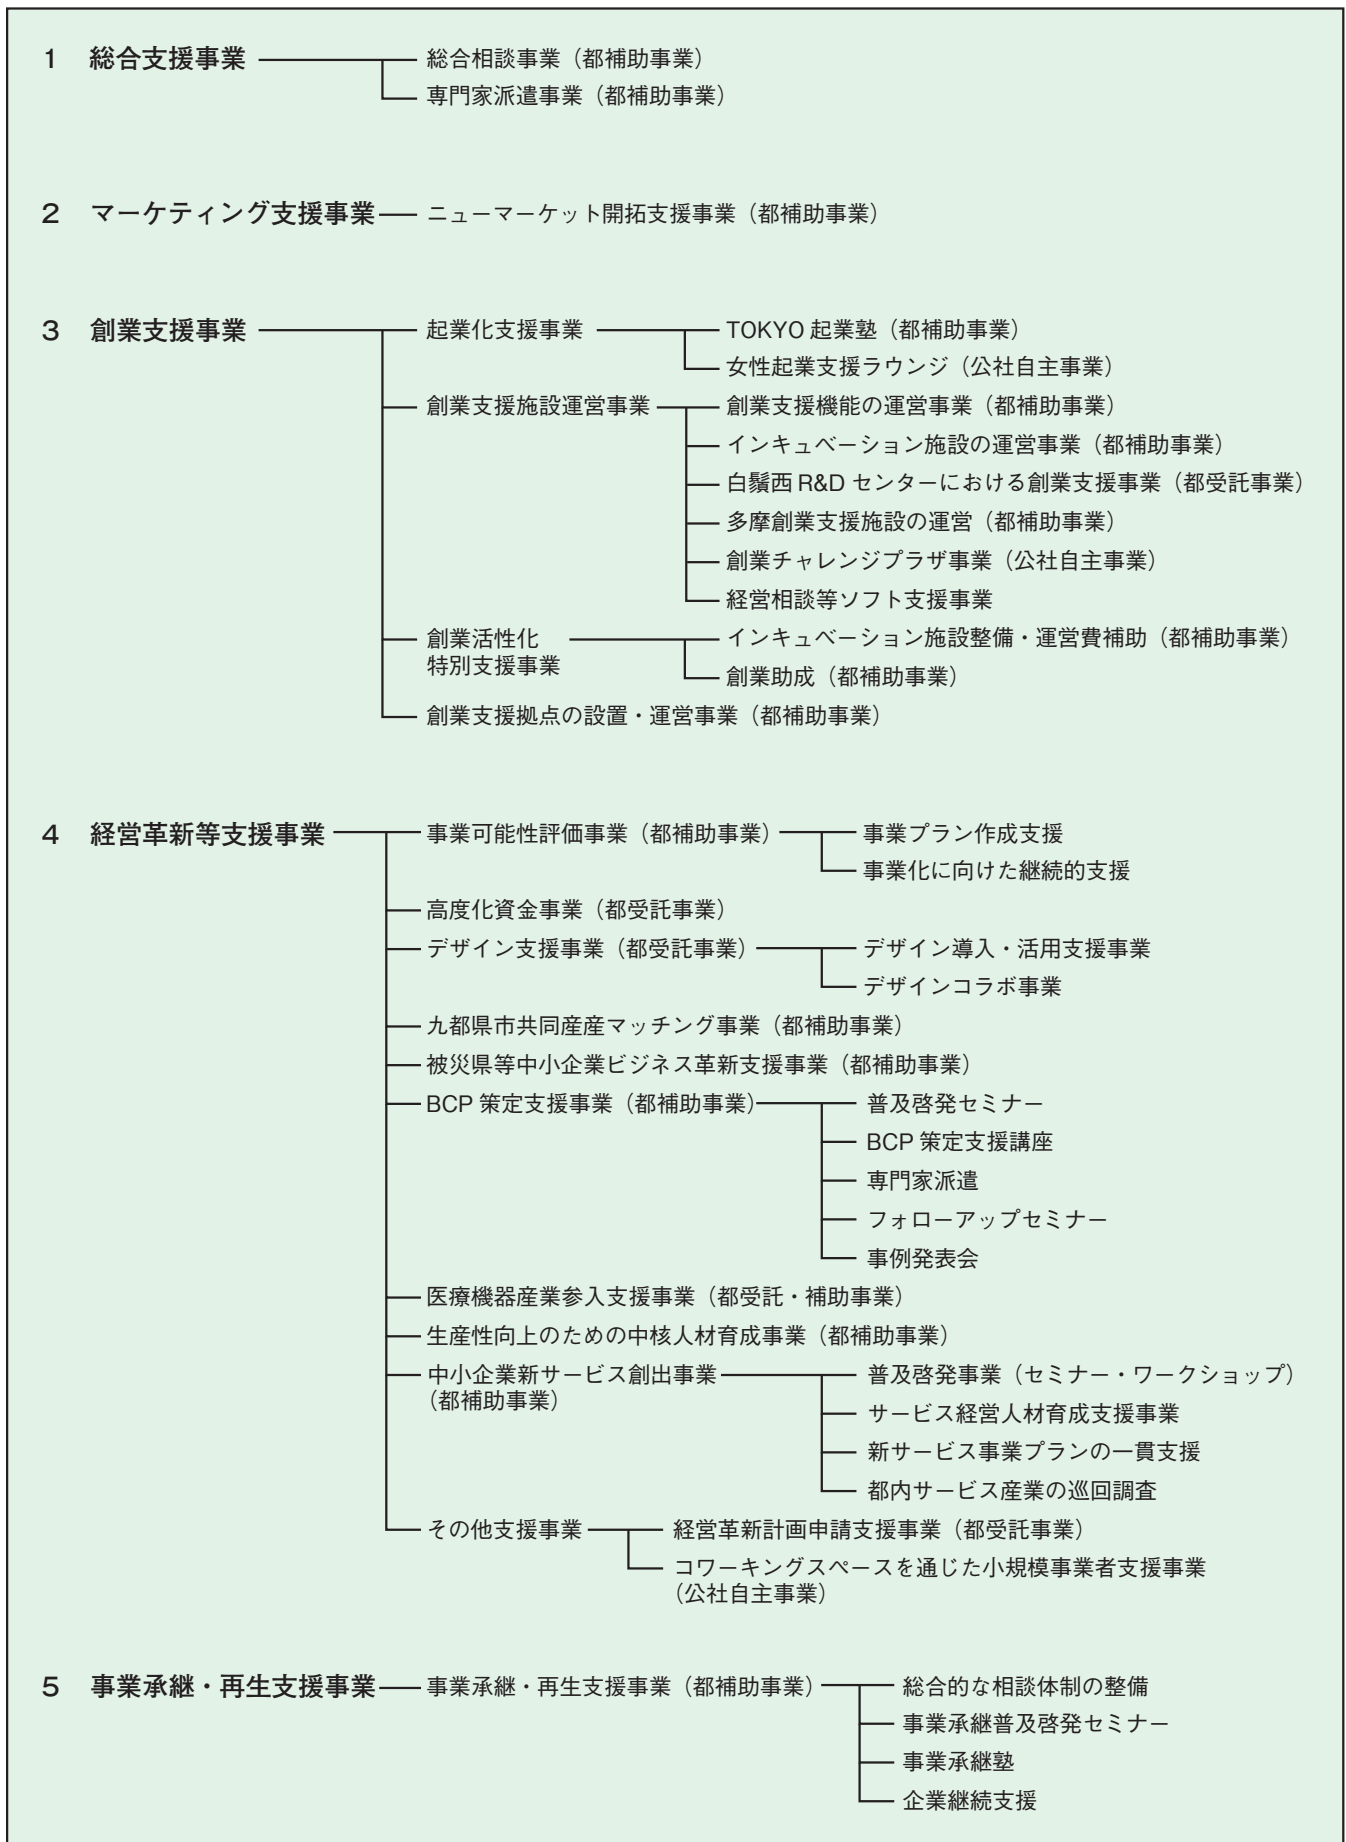 1 総合支援事業 総合相談事業（都補助事業）
専門家派遣事業（都補助事業）
2 マーケティング支援事業 ニューマーケット開拓支援事業（都補助事業）
3 創業支援事業 起業化支援事業 TOKYO 起業塾（都補助事業）
女性起業支援ラウンジ（公社自主事業）
創業支援施設運営事業 創業支援機能の運営事業（都補助事業）
インキュベーション施設の運営事業（都補助事業）
白鬚西 R&D センターにおける創業支援事業（都受託事業）
多摩創業支援施設の運営（都補助事業）
創業チャレンジプラザ事業（公社自主事業）
経営相談等ソフト支援事業
創業活性化 インキュベーション施設整備・運営費補助（都補助事業）
特別支援事業
創業助成（都補助事業）
創業支援拠点の設置・運営事業（都補助事業）
4 経営革新等支援事業 事業可能性評価事業（都補助事業） 事業プラン作成支援
事業化に向けた継続的支援
高度化資金事業（都受託事業）
デザイン支援事業（都受託事業） デザイン導入・活用支援事業
デザインコラボ事業
九都県市共同産産マッチング事業（都補助事業）
被災県等中小企業ビジネス革新支援事業（都補助事業）
BCP 策定支援事業（都補助事業） 普及啓発セミナー
BCP 策定支援講座
専門家派遣
フォローアップセミナー
事例発表会
医療機器産業参入支援事業（都受託・補助事業）
生産性向上のための中核人材育成事業（都補助事業）
中小企業新サービス創出事業 普及啓発事業（セミナー・ワークショップ）
（都補助事業）
サービス経営人材育成支援事業
新サービス事業プランの一貫支援
都内サービス産業の巡回調査
その他支援事業 経営革新計画申請支援事業（都受託事業）
コワーキングスペースを通じた小規模事業者支援事業
（公社自主事業）
5 事業承継・再生支援事業 事業承継・再生支援事業（都補助事業） 総合的な相談体制の整備
事業承継普及啓発セミナー
事業承継塾
企業継続支援